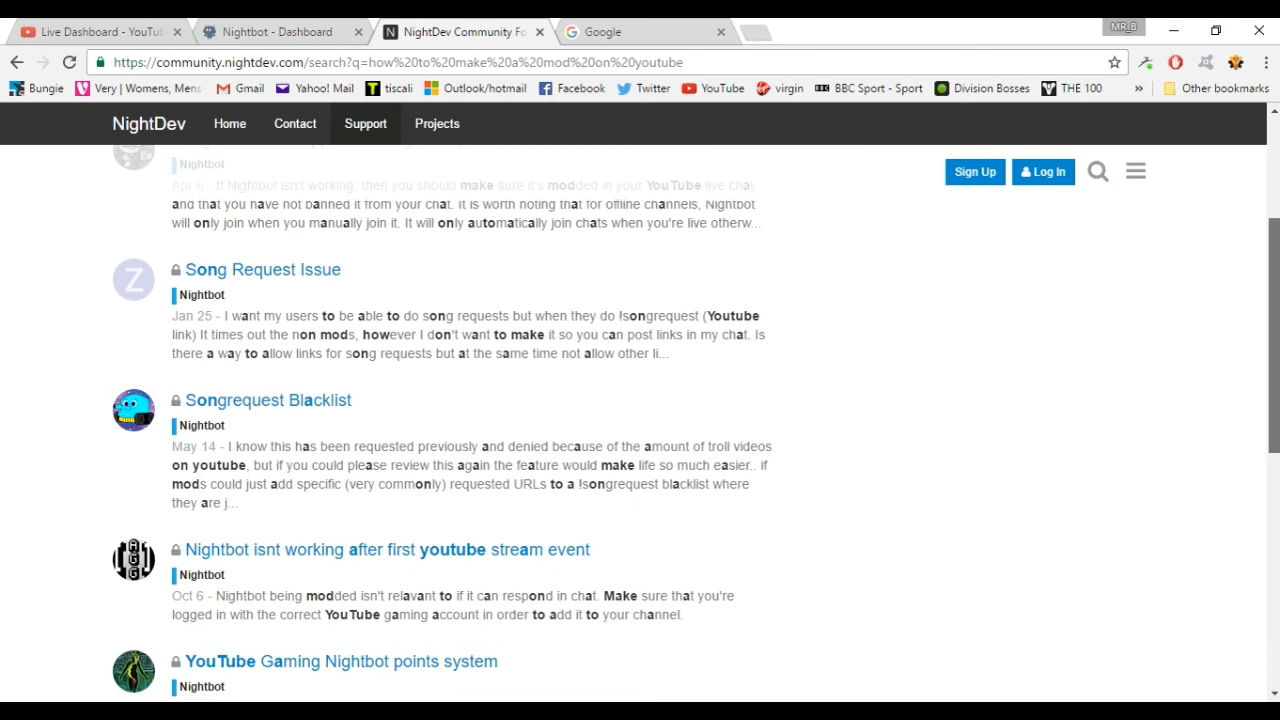 Live Dashboard - YouTub
Nightbot - Dashboard
NightDev Community Fo
Google
MR_B
https://community.nightdev.com/search?q=how%20to%20make%20a%20mod%20on%20youtube
Bungie
Very | Womens, Mens
Gmail
Yahoo! Mail
tiscali
Outlook/hotmail
Facebook
Twitter
YouTube
virgin
BBC Sport - Sport
Division Bosses
THE 100
»
Other bookmarks
NightDev
Home
Contact
Support
Projects
Sign Up
Log In
Nightbot
Apr 6 - If Nightbot isn't working, then you should make sure it's modded in your YouTube live chat
and that you have not banned it from your chat. It is worth noting that for offline channels, Nightbot
will only join when you manually join it. It will only automatically join chats when you're live otherw...
Z
Song Request Issue
Nightbot
Jan 25 - I want my users to be able to do song requests but when they do !songrequest (Youtube
link) It times out the non mods, however I don't want to make it so you can post links in my chat. Is
there a way to allow links for song requests but at the same time not allow other li...
Songrequest Blacklist
Nightbot
May 14 - I know this has been requested previously and denied because of the amount of troll videos
on youtube, but if you could please review this again the feature would make life so much easier.. if
mods could just add specific (very commonly) requested URLs to a !songrequest blacklist where
they are j...
Nightbot isnt working after first youtube stream event
Nightbot
Oct 6 - Nightbot being modded isn't relavant to if it can respond in chat. Make sure that you're
logged in with the correct YouTube gaming account in order to add it to your channel.
YouTube Gaming Nightbot points system
Nightbot